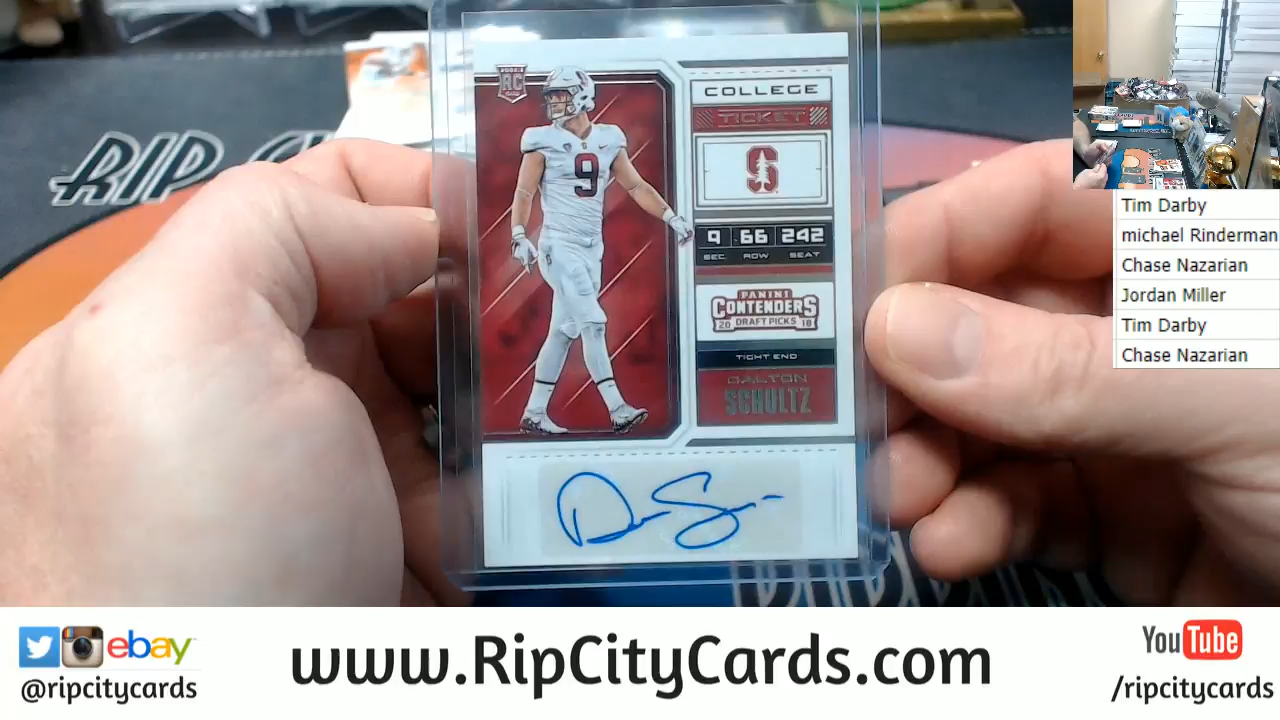 RIP
RC
COLLEGE
TICKET
S
9
9 66 242
SEC ROW SEAT
PANINI
CONTENDERS
20 DRAFT PICKS 18
TIGHT END
DALTON
SCHULTZ
Tim Darby
michael Rinderman
Chase Nazarian
Jordan Miller
Tim Darby
Chase Nazarian
ebay
@ripcitycards
www.RipCityCards.com
YouTube
/ripcitycards